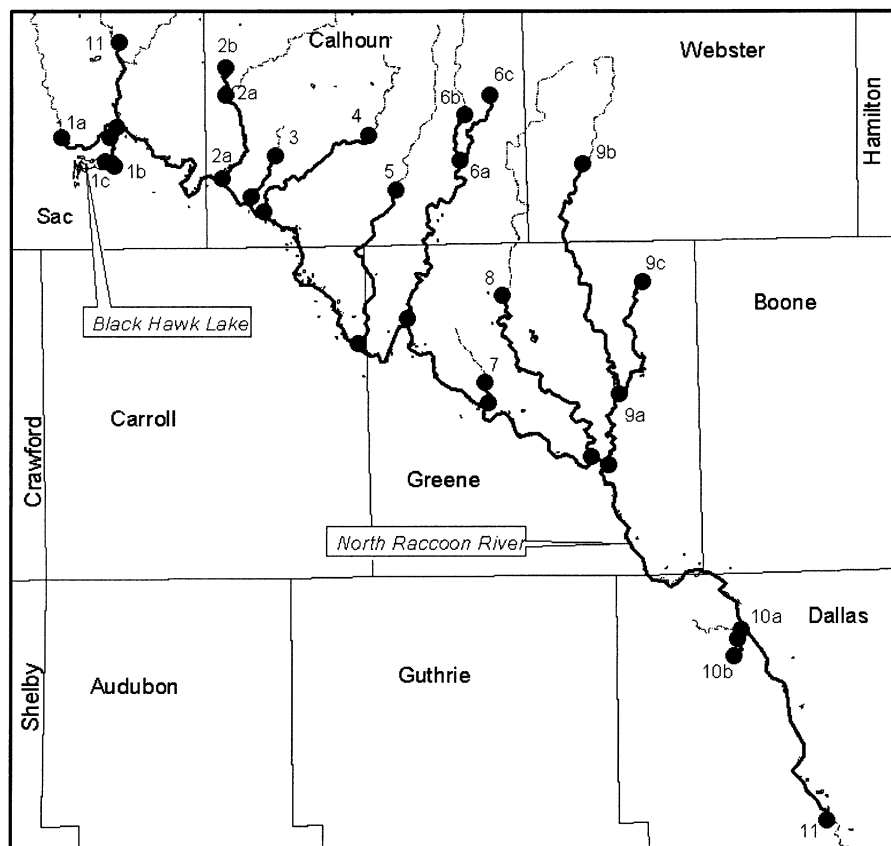 11
2b
Calhoun
6c
Webster
2a
4
6b
Hamilton
1a
3
9b
1c
1b
2a
5
6a
Sac
8
9c
Boone
Black Hawk Lake
7
9a
Carroll
Crawford
Greene
North Raccoon River
10a
Dallas
10b
Shelby
Audubon
Guthrie
11